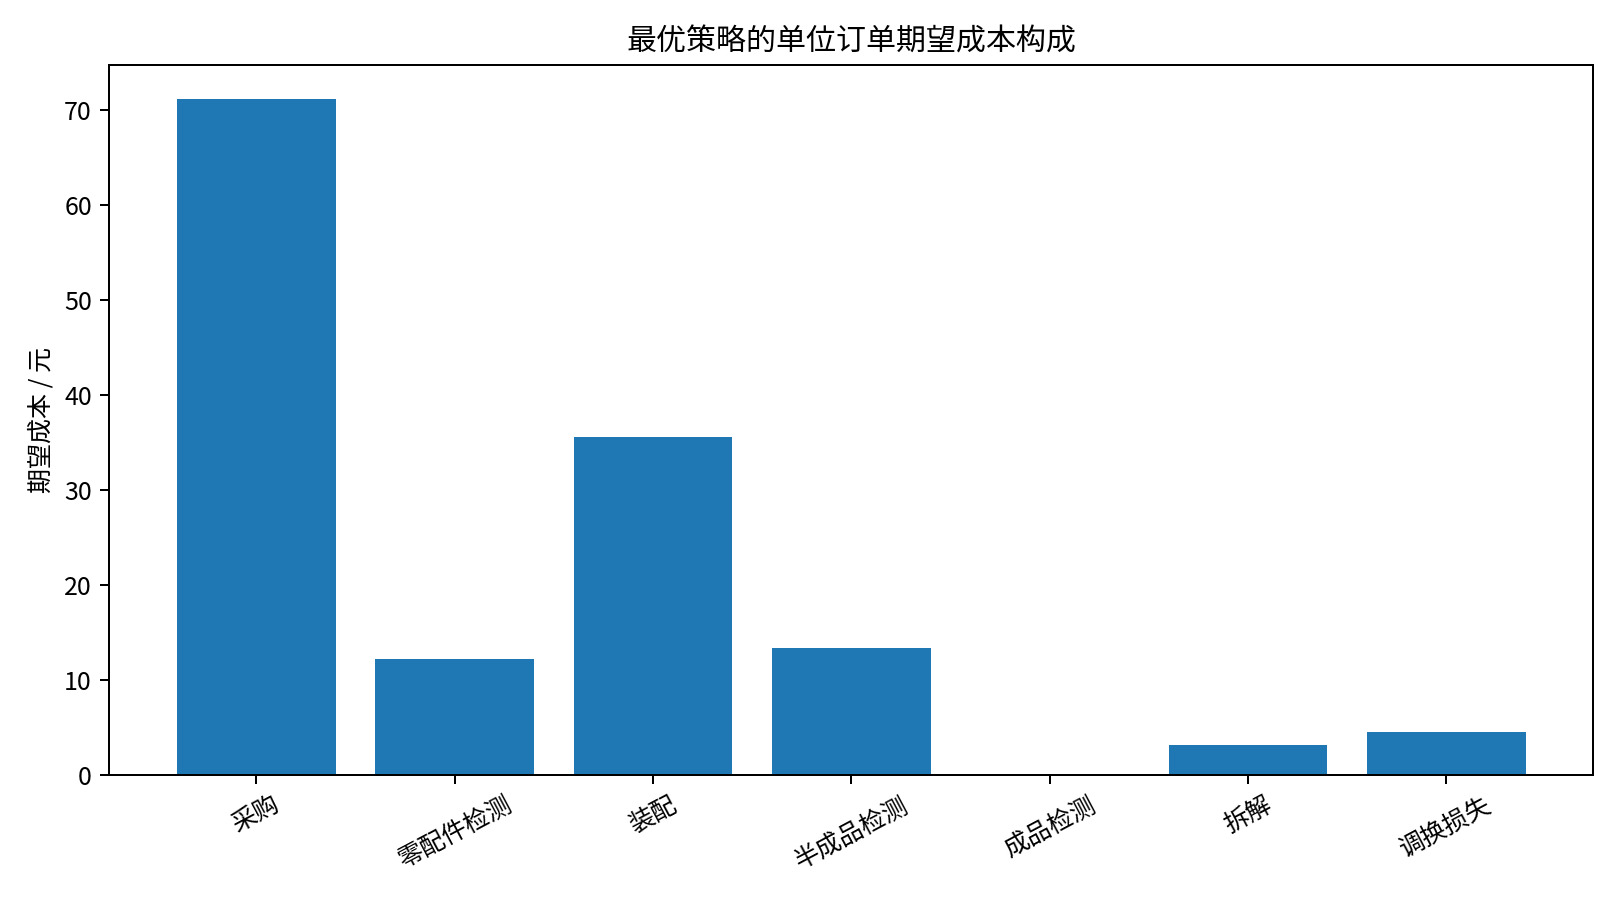 最优策略的单位订单期望成本构成
期望成本 / 元
70
60
50
40
30
20
10
0
采购
零配件检测
装配
半成品检测
成品检测
拆解
调换损失